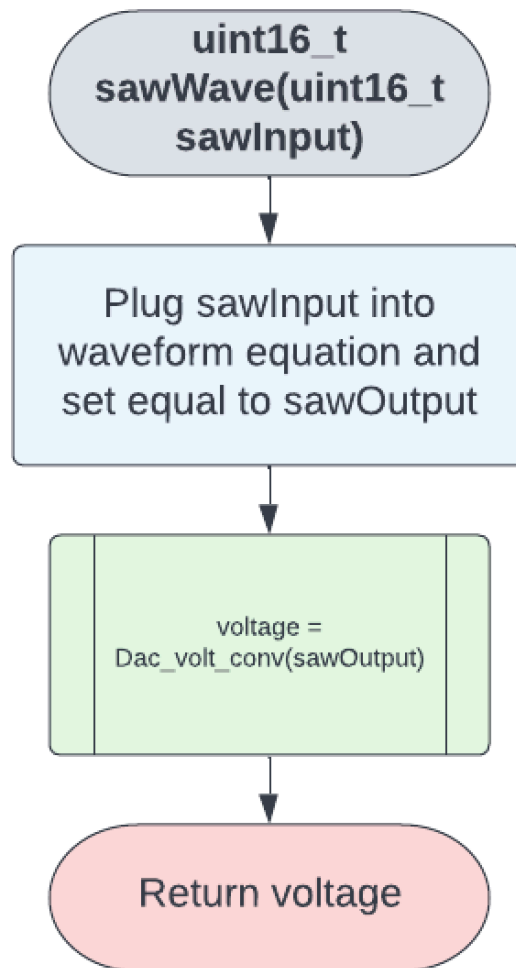 uint16_t
sawWave(uint16_t
sawInput)
Plug sawInput into
waveform equation and
set equal to sawOutput
voltage =
Dac_volt_conv(sawOutput)
Return voltage